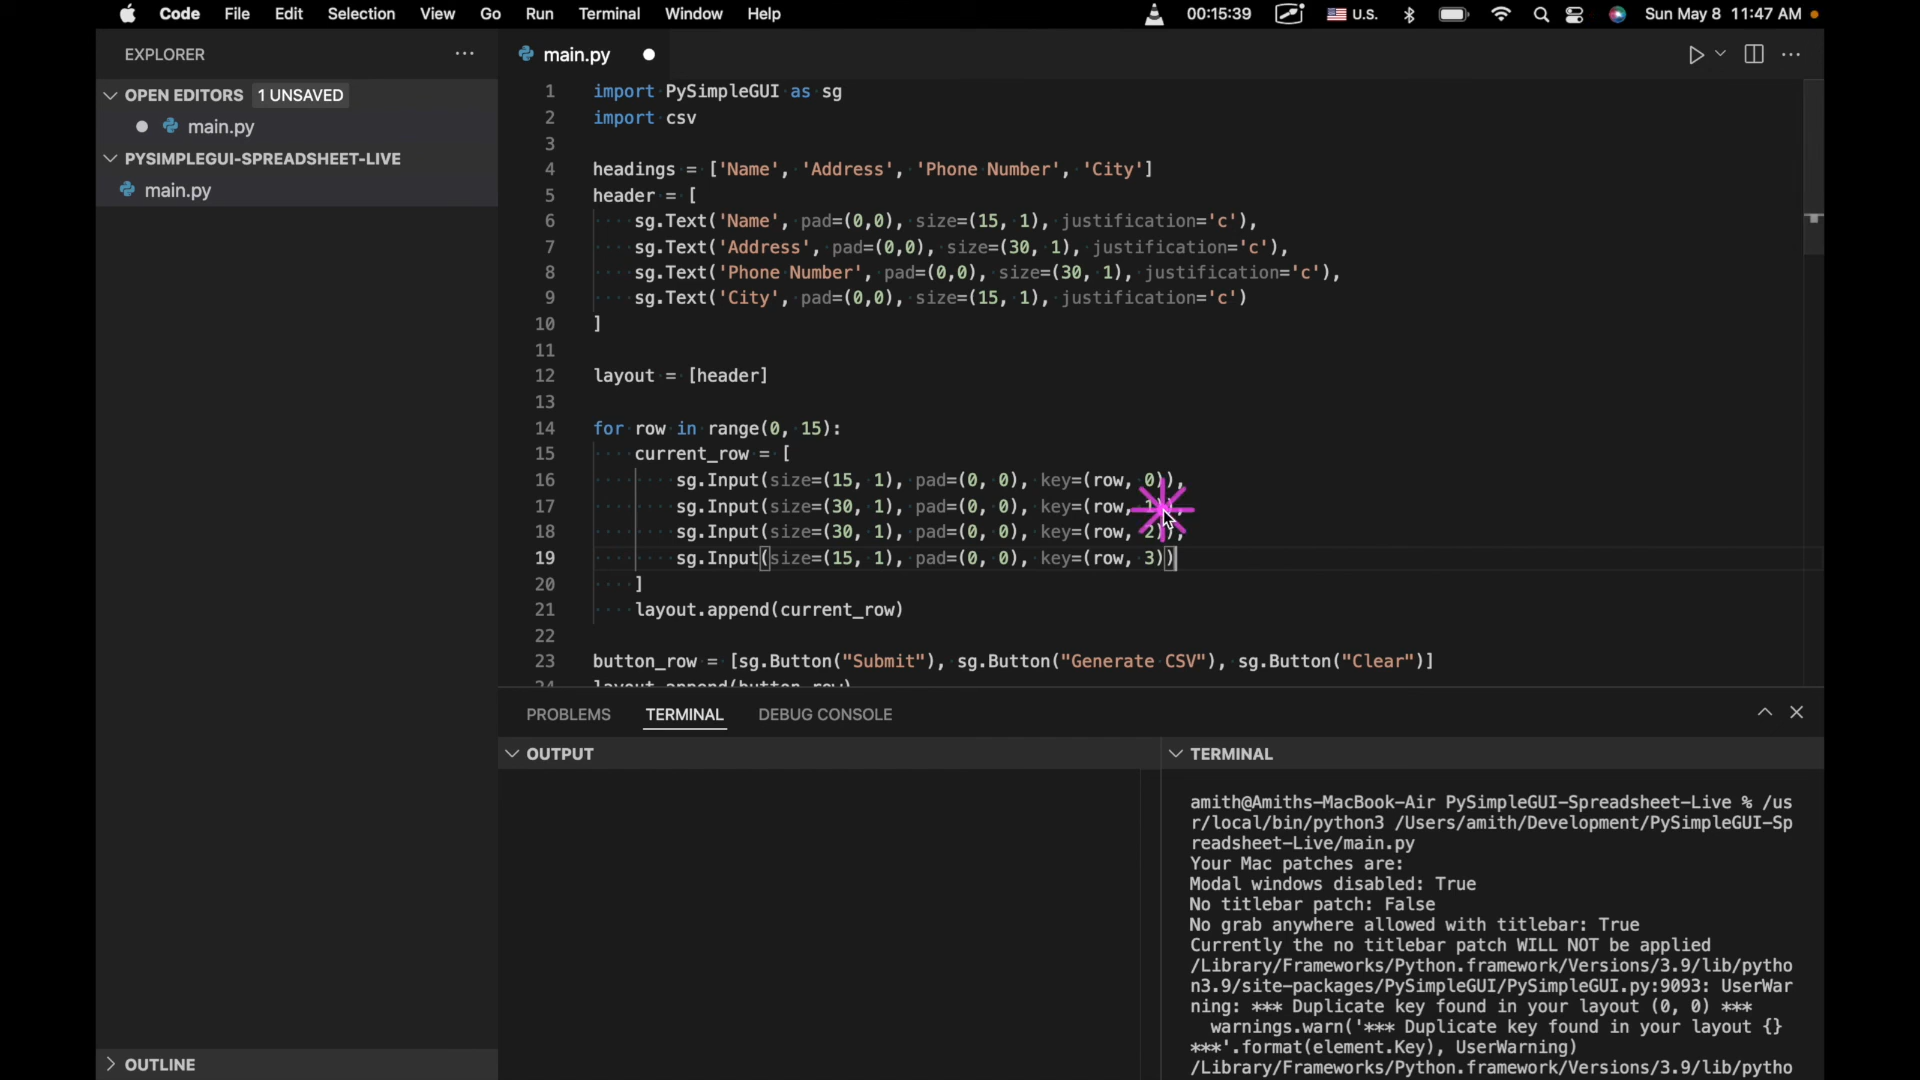 Code File Edit Selection View Go Run Terminal Window Help 00:15:39 U.S. Sun May 8 11:47 AM
EXPLORER
OPEN EDITORS 1 UNSAVED
main.py
PYSIMPLEGUI-SPREADSHEET-LIVE
main.py
OUTLINE
main.py
1 import PySimpleGUI as sg
2 import csv
3
4 headings = ['Name', 'Address', 'Phone Number', 'City']
5 header = [
6 sg.Text('Name', pad=(0,0), size=(15, 1), justification='c'),
7 sg.Text('Address', pad=(0,0), size=(30, 1), justification='c'),
8 sg.Text('Phone Number', pad=(0,0), size=(30, 1), justification='c'),
9 sg.Text('City', pad=(0,0), size=(15, 1), justification='c')
10 ]
11
12 layout = [header]
13
14 for row in range(0, 15):
15 current_row = [
16 sg.Input(size=(15, 1), pad=(0, 0), key=(row, 0)),
17 sg.Input(size=(30, 1), pad=(0, 0), key=(row, 1)),
18 sg.Input(size=(30, 1), pad=(0, 0), key=(row, 2)),
19 sg.Input(size=(15, 1), pad=(0, 0), key=(row, 3))
20 ]
21 layout.append(current_row)
22
23 button_row = [sg.Button("Submit"), sg.Button("Generate CSV"), sg.Button("Clear")]
24 layout.append(button_row)
PROBLEMS TERMINAL DEBUG CONSOLE
OUTPUT
TERMINAL
amith@Amiths-MacBook-Air PySimpleGUI-Spreadsheet-Live % /us
r/local/bin/python3 /Users/amith/Development/PySimpleGUI-Sp
readsheet-Live/main.py
Your Mac patches are:
Modal windows disabled: True
No titlebar patch: False
No grab anywhere allowed with titlebar: True
Currently the no titlebar patch WILL NOT be applied
/Library/Frameworks/Python.framework/Versions/3.9/lib/pytho
n3.9/site-packages/PySimpleGUI/PySimpleGUI.py:9093: UserWar
ning: *** Duplicate key found in your layout (0, 0) ***
warnings.warn('*** Duplicate key found in your layout {}
***'.format(element.Key), UserWarning)
/Library/Frameworks/Python.framework/Versions/3.9/lib/pytho